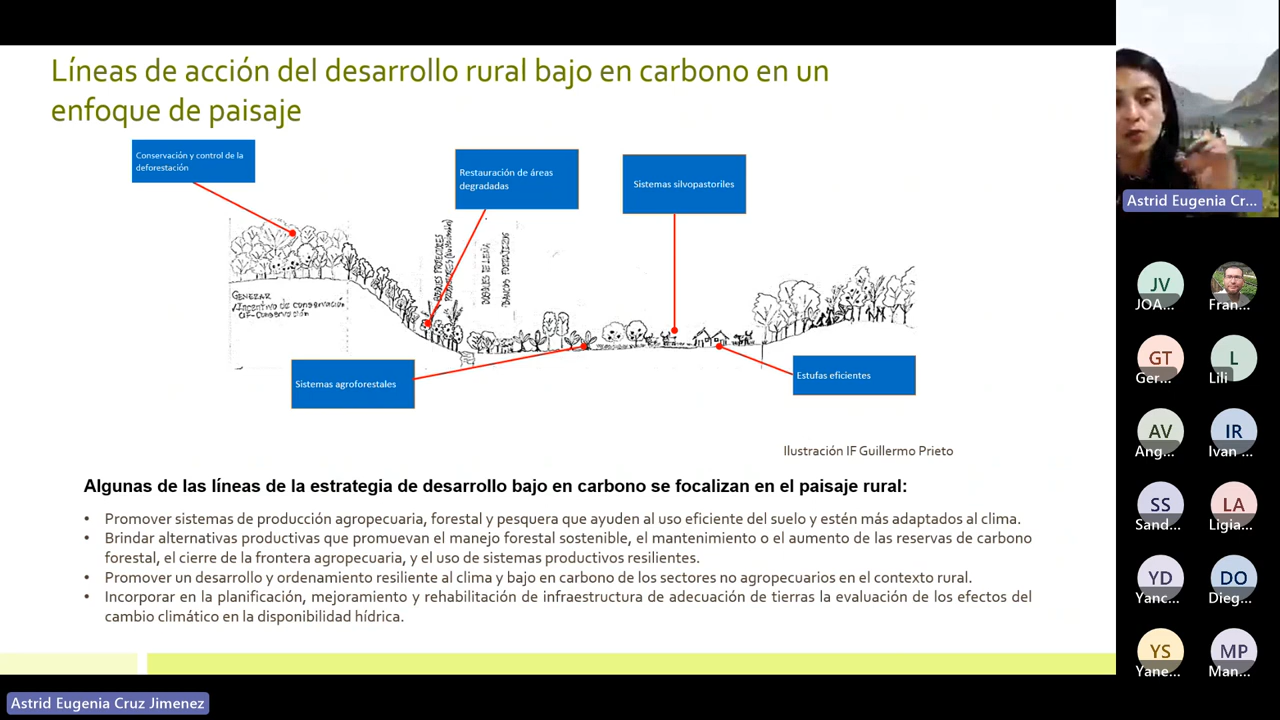 Líneas de acción del desarrollo rural bajo en carbono en un
enfoque de paisaje
Conservación y control de la
deforestación
Restauración de áreas
degradadas
Sistemas silvopastoriles
GENERAR
Incentivo de conservación
CIF-Conservación
Sistemas agroforestales
Estufas eficientes
Ilustración IF Guillermo Prieto
Algunas de las líneas de la estrategia de desarrollo bajo en carbono se focalizan en el paisaje rural:
• Promover sistemas de producción agropecuaria, forestal y pesquera que ayuden al uso eficiente del suelo y estén más adaptados al clima.
• Brindar alternativas productivas que promuevan el manejo forestal sostenible, el mantenimiento o el aumento de las reservas de carbono
forestal, el cierre de la frontera agropecuaria, y el uso de sistemas productivos resilientes.
• Promover un desarrollo y ordenamiento resiliente al clima y bajo en carbono de los sectores no agropecuarios en el contexto rural.
• Incorporar en la planificación, mejoramiento y rehabilitación de infraestructura de adecuación de tierras la evaluación de los efectos del
cambio climático en la disponibilidad hídrica.
Astrid Eugenia Cruz Jimenez
Astrid Eugenia Cr...
JV
JOA...
Fran...
GT
Ger...
L
Lili
AV
Ang...
IR
Ivan ...
SS
Sand...
LA
Ligia...
YD
Yanc...
DO
Dieg...
YS
Yane...
MP
Man...